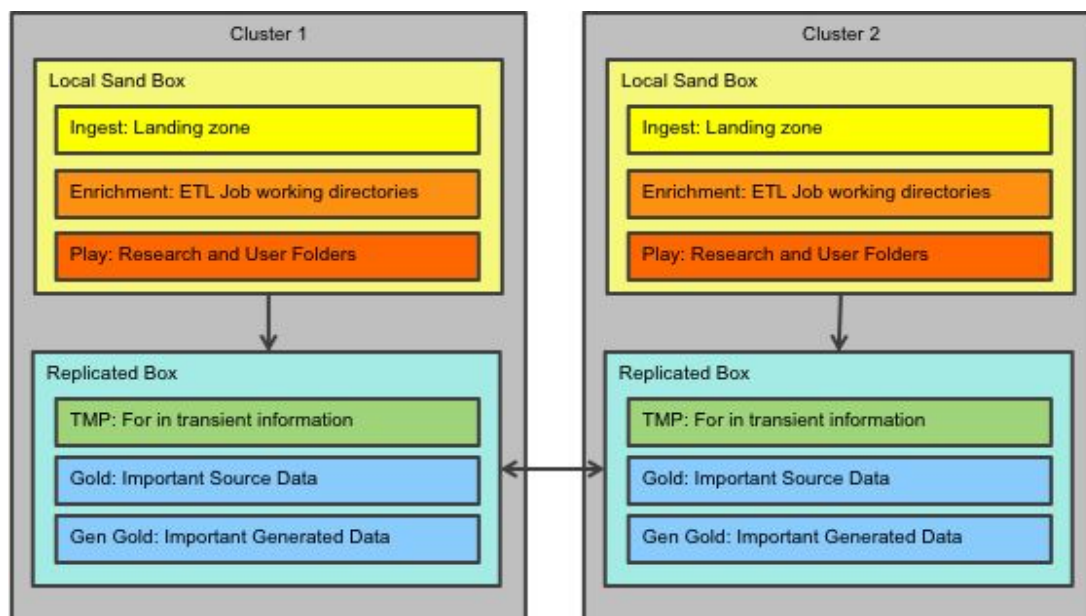 Cluster 1
Local Sand Box
Ingest: Landing zone
Enrichment: ETL Job working directories
Play: Research and User Folders
Replicated Box
TMP: For in transient information
Gold: Important Source Data
Gen Gold: Important Generated Data
Cluster 2
Local Sand Box
Ingest: Landing zone
Enrichment: ETL Job working directories
Play: Research and User Folders
Replicated Box
TMP: For in transient information
Gold: Important Source Data
Gen Gold: Important Generated Data